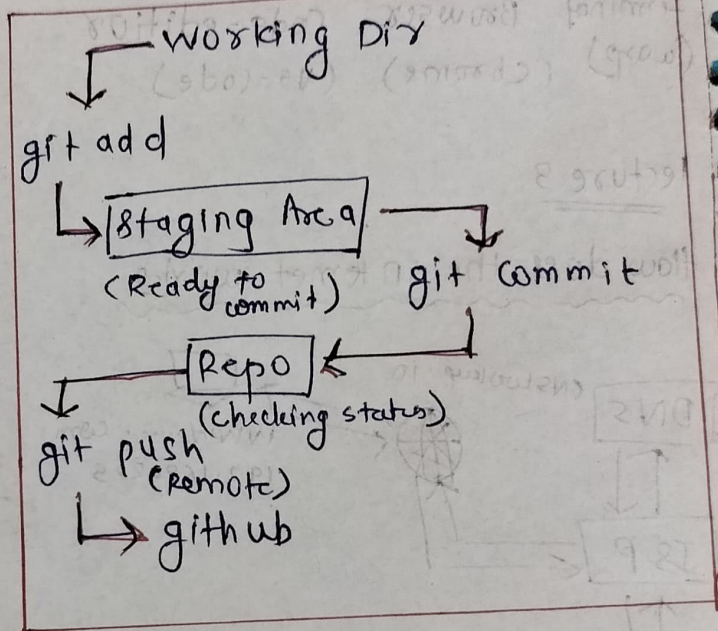 Working Dir
git add
Staging Area
(Ready to commit)
git commit
Repo
(checking status)
git push
(Remote)
github